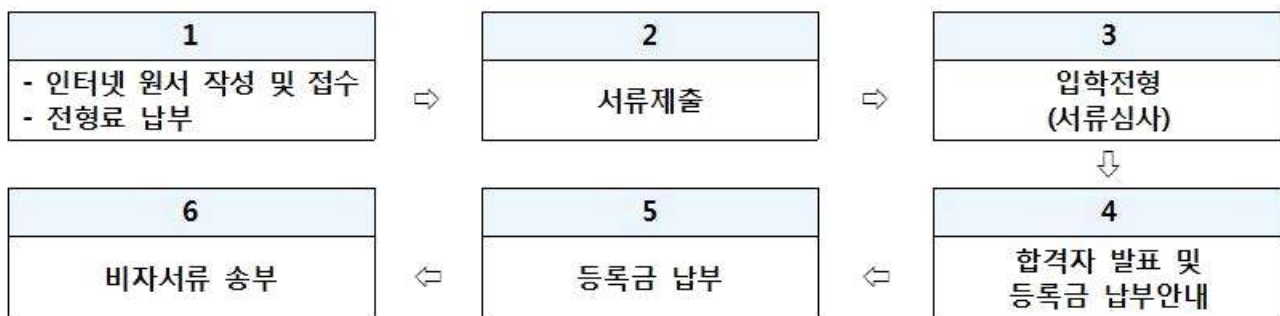 1
- 인터넷 원서 작성 및 접수
- 전형료 납부
⇨
2
서류제출
⇨
3
입학전형
(서류심사)
⇩
4
합격자 발표 및
등록금 납부안내
⇦
5
등록금 납부
⇦
6
비자서류 송부